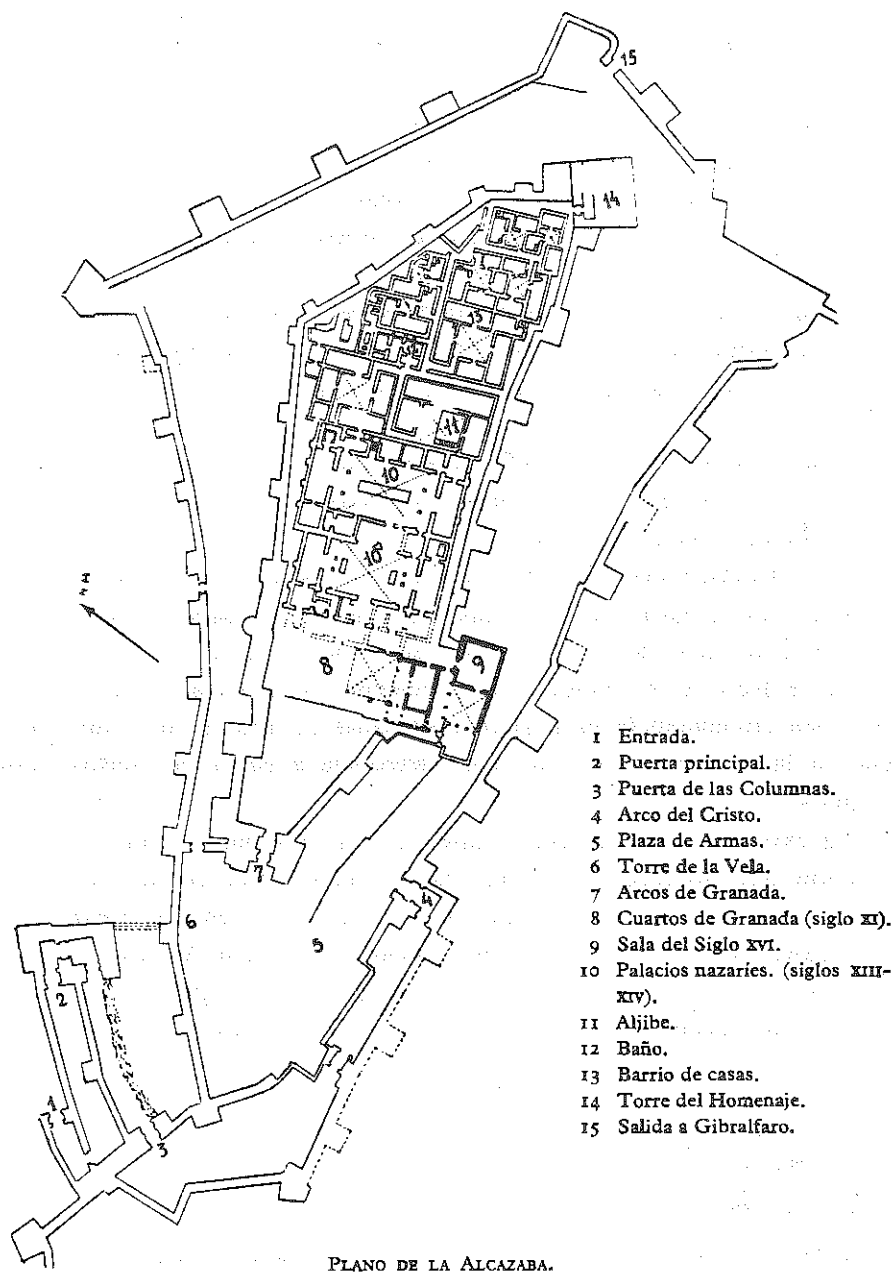 15
14
13
12
11
10
10
N
8
9
7
4
6
5
2
1
3
1 Entrada.
2 Puerta principal.
3 Puerta de las Columnas.
4 Arco del Cristo.
5 Plaza de Armas.
6 Torre de la Vela.
7 Arcos de Granada.
8 Cuartos de Granada (siglo XI).
9 Sala del Siglo XVI.
10 Palacios nazaríes. (siglos XIII-
XIV).
11 Aljibe.
12 Baño.
13 Barrio de casas.
14 Torre del Homenaje.
15 Salida a Gibralfaro.
PLANO DE LA ALCAZABA.